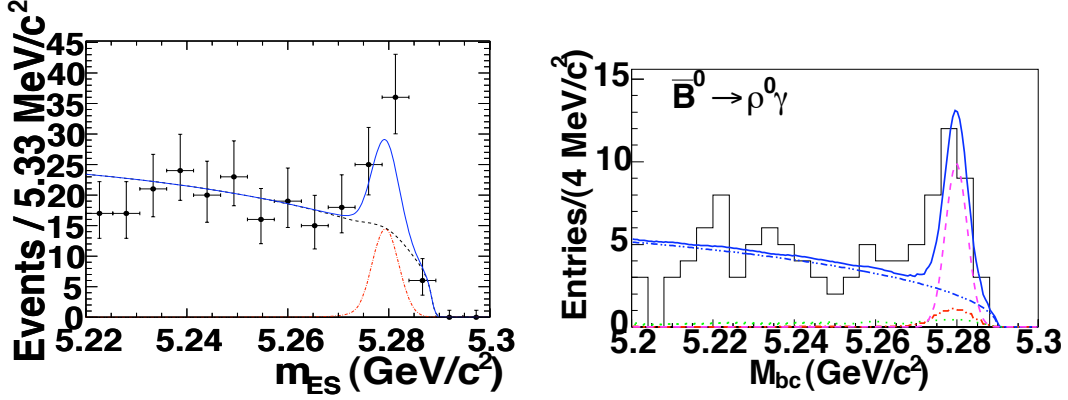 Events / 5.33 MeV/c²
45
40
35
30
25
20
15
10
5
0
5.22 5.24 5.26 5.28 5.3
m_ES (GeV/c²)
Entries/(4 MeV/c²)
15
10
5
0
B̅⁰ → ρ⁰γ
5.2 5.22 5.24 5.26 5.28 5.3
M_bc (GeV/c²)